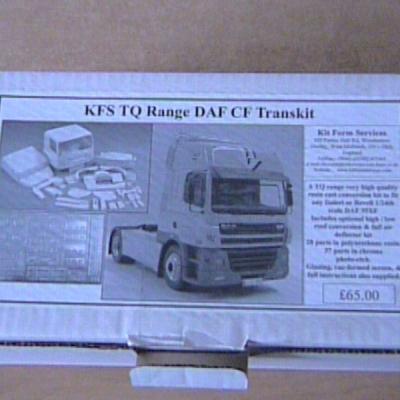 KFS TQ Range DAF CF Transkit
Kit Form Services
England
A TQ range very high quality
resin cast conversion kit to fit
any Italeri or Revell 1/24th
scale DAF 95XF
Includes optional high / low
roof conversion & full air
deflector kit
28 parts in polyurethane resin
37 parts in chrome
photo-etch.
Glazing, vac-formed screen, &
full instructions also supplied.
£65.00